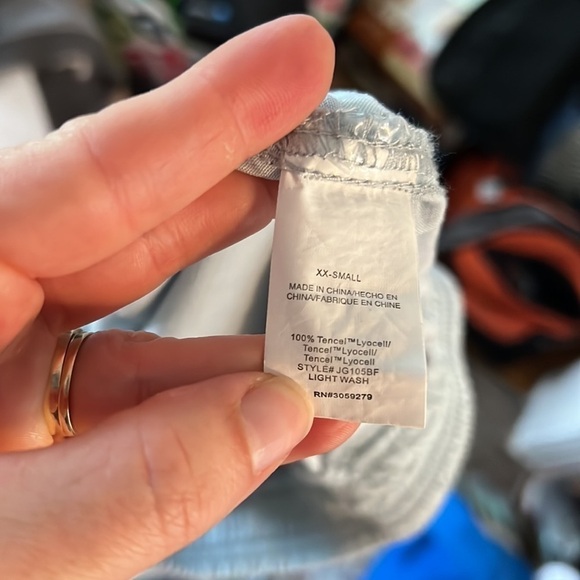 XX-SMALL
MADE IN CHINA/HECHO EN
CHINA/FABRIQUE EN CHINE
100% Tencel™Lyocell/
Tencel™Lyocell/
Tencel™Lyocell
STYLE# JG105BF
LIGHT WASH
RN#3059279